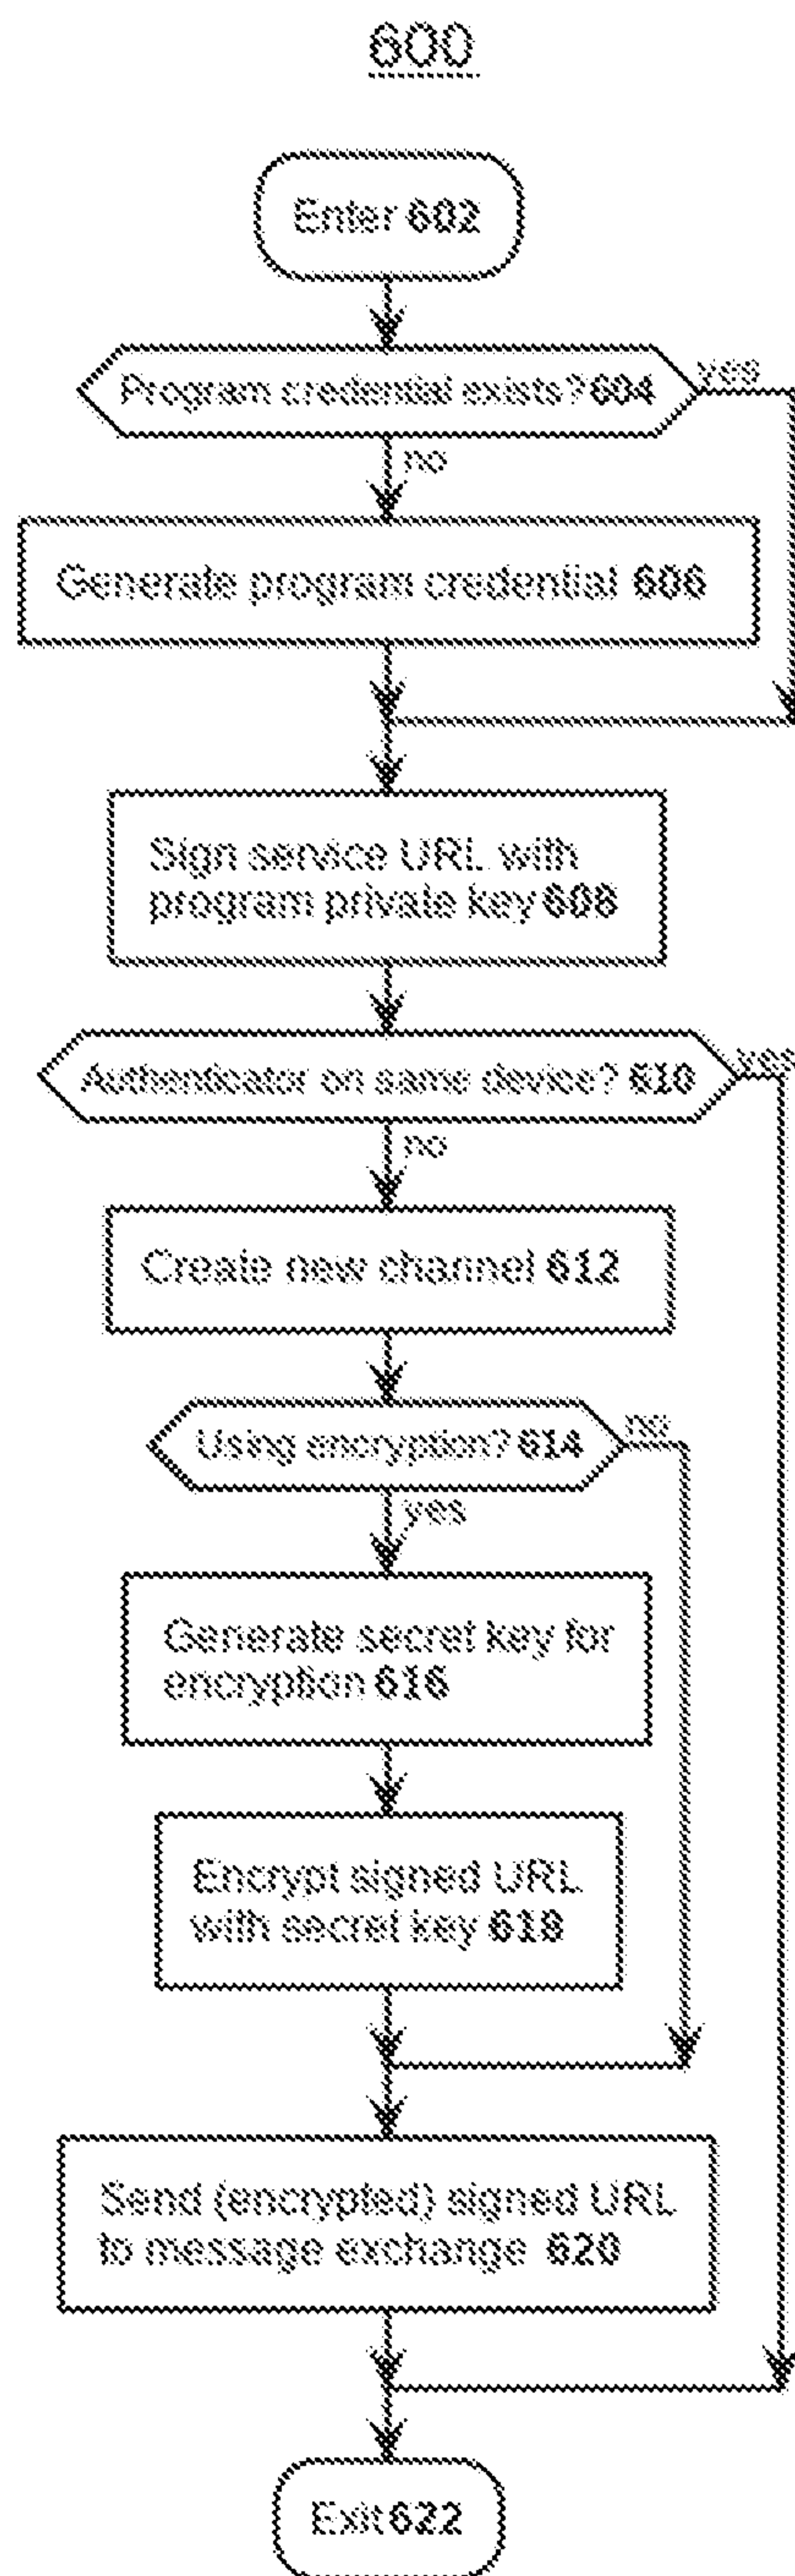 600
Enter 602
Program credential exists? 604
yes
no
Generate program credential 606
Sign service URL with
program private key 608
Authenticator on same device? 610
yes
no
Create new channel 612
Using encryption? 614
no
yes
Generate secret key for
encryption 616
Encrypt signed URL
with secret key 618
Send (encrypted) signed URL
to message exchange 620
Exit 622